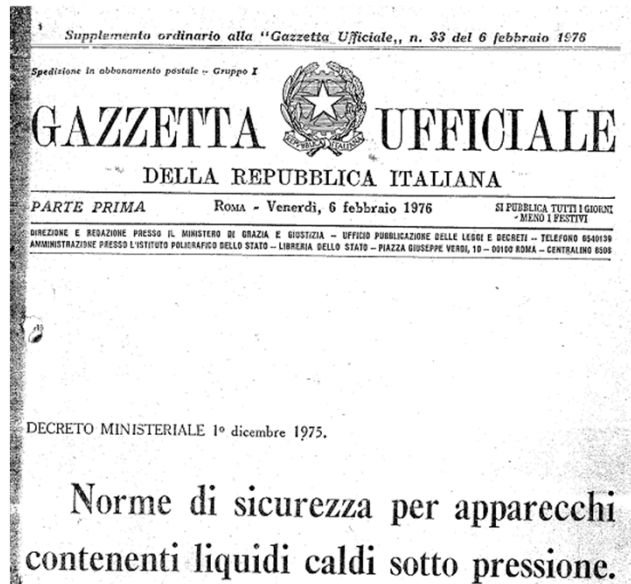 Supplemento ordinario alla "Gazzetta Ufficiale,, n. 33 del 6 febbraio 1976
Spedizione in abbonamento postale - Gruppo I
GAZZETTA UFFICIALE
REPUBBLICA ITALIANA
DELLA REPUBBLICA ITALIANA
PARTE PRIMA
ROMA - Venerdì, 6 febbraio 1976
SI PUBBLICA TUTTI I GIORNI
- MENO I FESTIVI
DIREZIONE E REDAZIONE PRESSO IL MINISTERO DI GRAZIA E GIUSTIZIA - UFFICIO PUBBLICAZIONE DELLE LEGGI E DECRETI - TELEFONO 6540139
AMMINISTRAZIONE PRESSO L'ISTITUTO POLIGRAFICO DELLO STATO - LIBRERIA DELLO STATO - PIAZZA GIUSEPPE VERDI, 10 - 00100 ROMA - CENTRALINO 8508
DECRETO MINISTERIALE 1º dicembre 1975.
Norme di sicurezza per apparecchi
contenenti liquidi caldi sotto pressione.